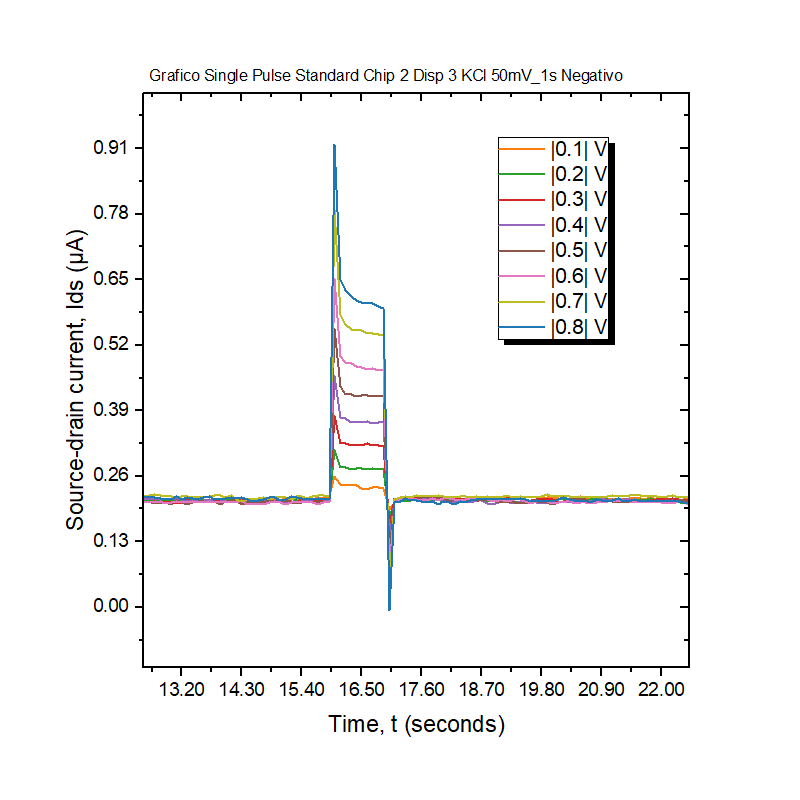 Grafico Single Pulse Standard Chip 2 Disp 3 KCl 50mV_1s Negativo
|0.1| V
|0.2| V
|0.3| V
|0.4| V
|0.5| V
|0.6| V
|0.7| V
|0.8| V
Source-drain current, Ids (μA)
0.91
0.78
0.65
0.52
0.39
0.26
0.13
0.00
13.20 14.30 15.40 16.50 17.60 18.70 19.80 20.90 22.00
Time, t (seconds)